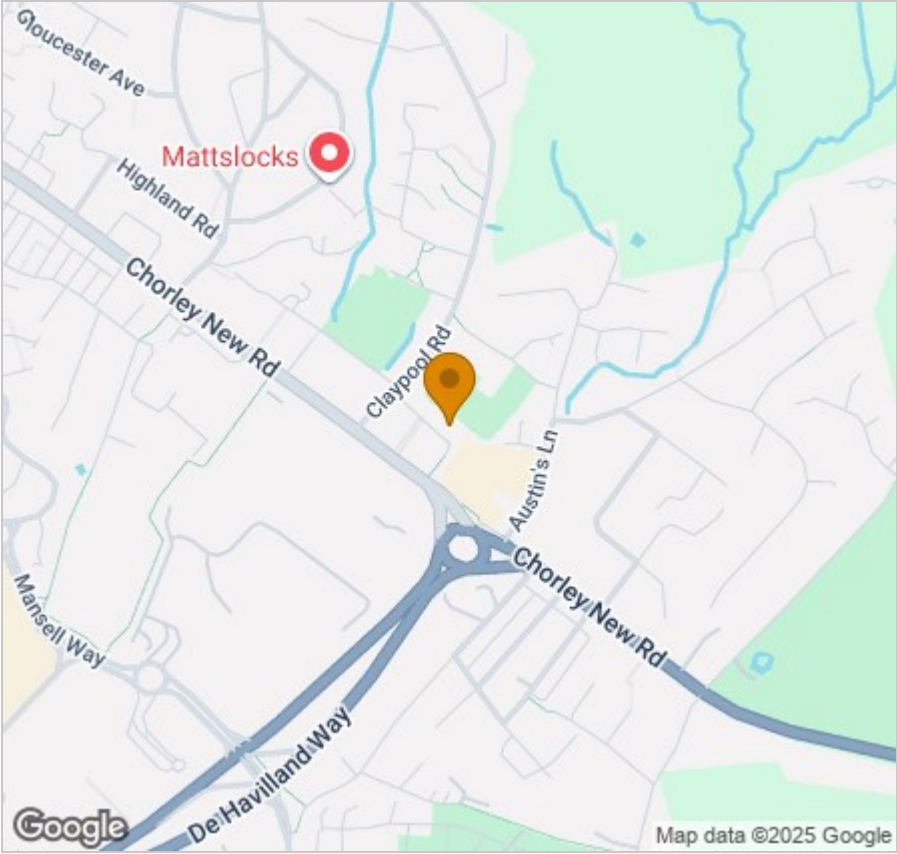 Gloucester Ave
Mattslocks
Highland Rd
Chorley New Rd
Claypool Rd
Austin's Ln
Chorley New Rd
Mansell Way
De Havilland Way
Google
Map data ©2025 Google